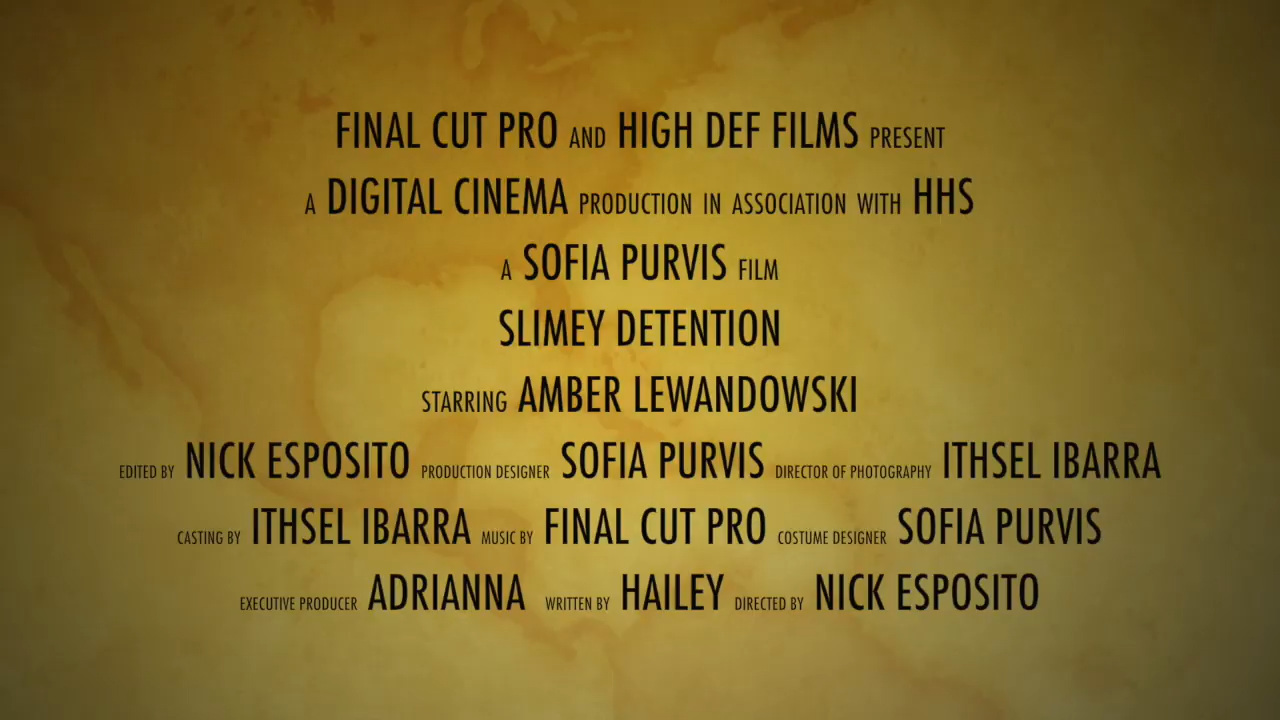 FINAL CUT PRO AND HIGH DEF FILMS PRESENT
A DIGITAL CINEMA PRODUCTION IN ASSOCIATION WITH HHS
A SOFIA PURVIS FILM
SLIMEY DETENTION
STARRING AMBER LEWANDOWSKI
EDITED BY NICK ESPOSITO PRODUCTION DESIGNER SOFIA PURVIS DIRECTOR OF PHOTOGRAPHY ITHSEL IBARRA
CASTING BY ITHSEL IBARRA MUSIC BY FINAL CUT PRO COSTUME DESIGNER SOFIA PURVIS
EXECUTIVE PRODUCER ADRIANNA WRITTEN BY HAILEY DIRECTED BY NICK ESPOSITO